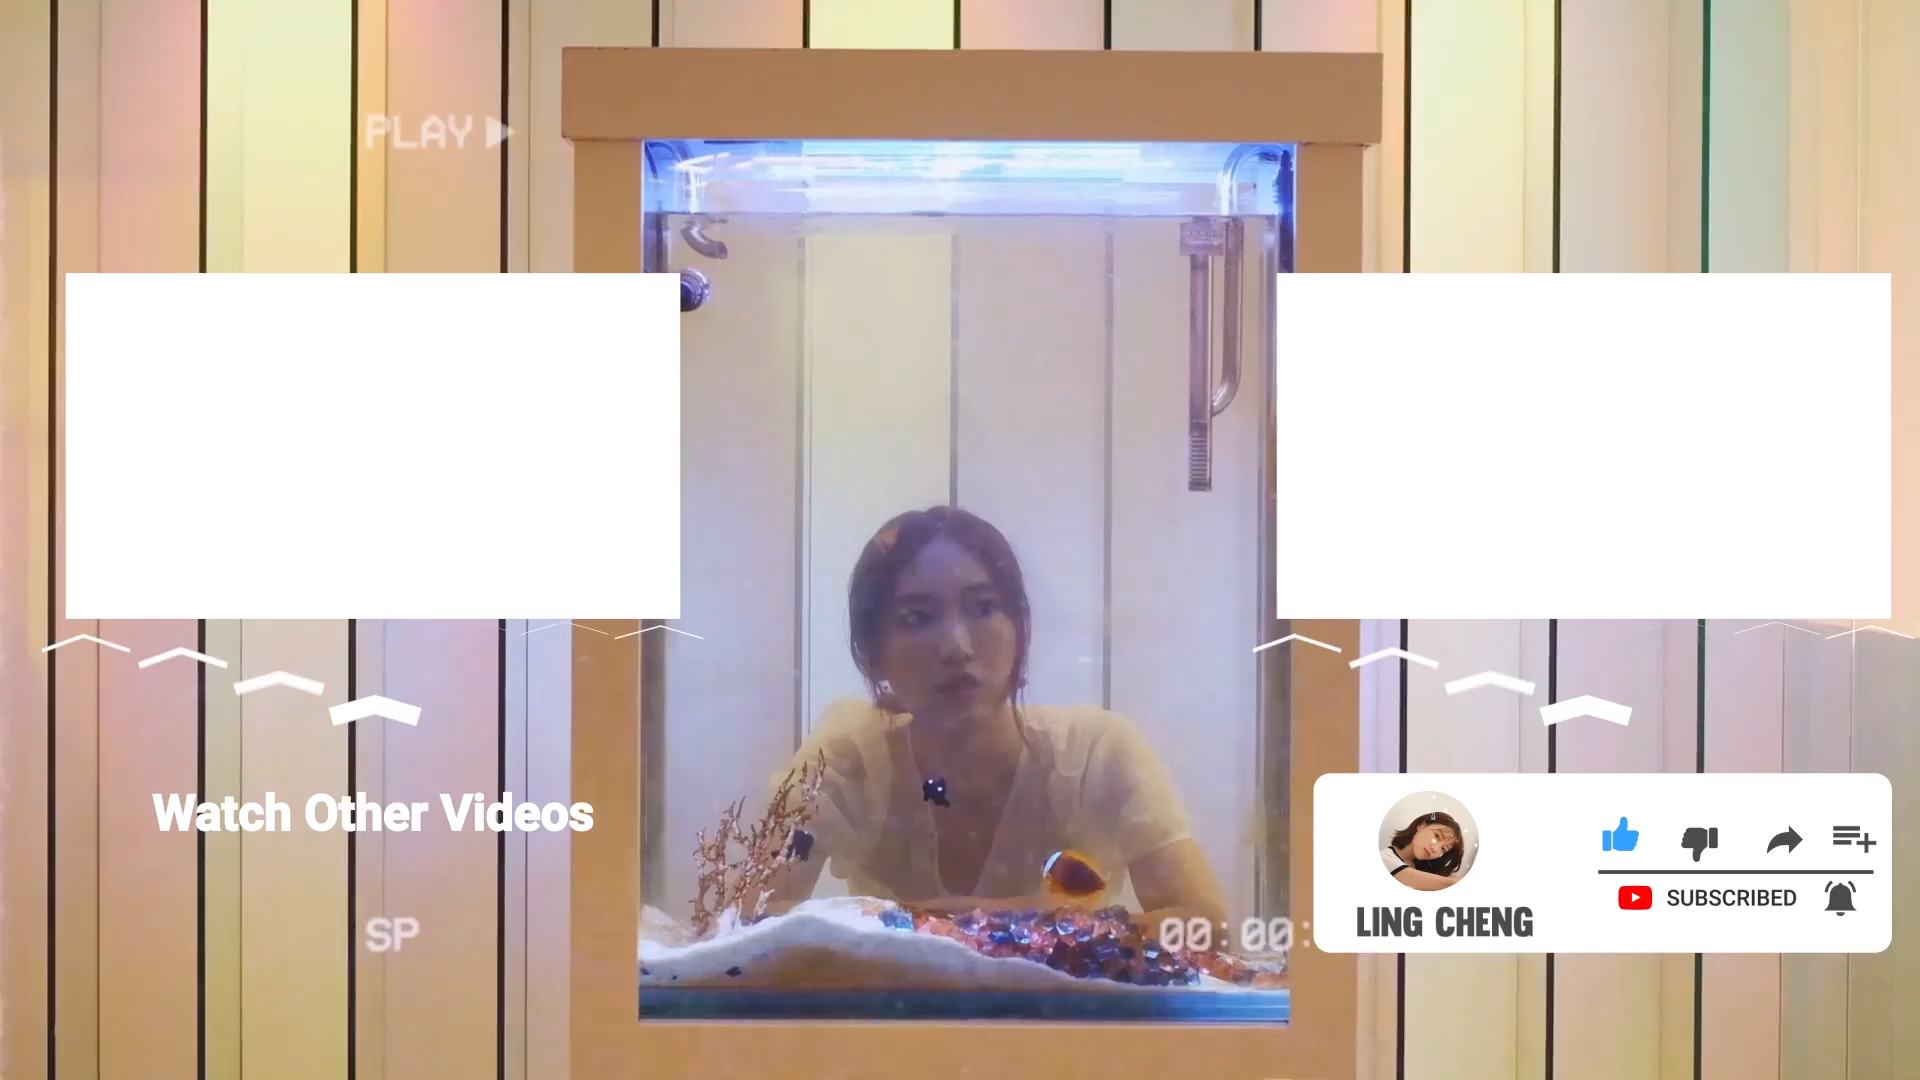 PLAY
Watch Other Videos
SP
00:00:
LING CHENG
SUBSCRIBED